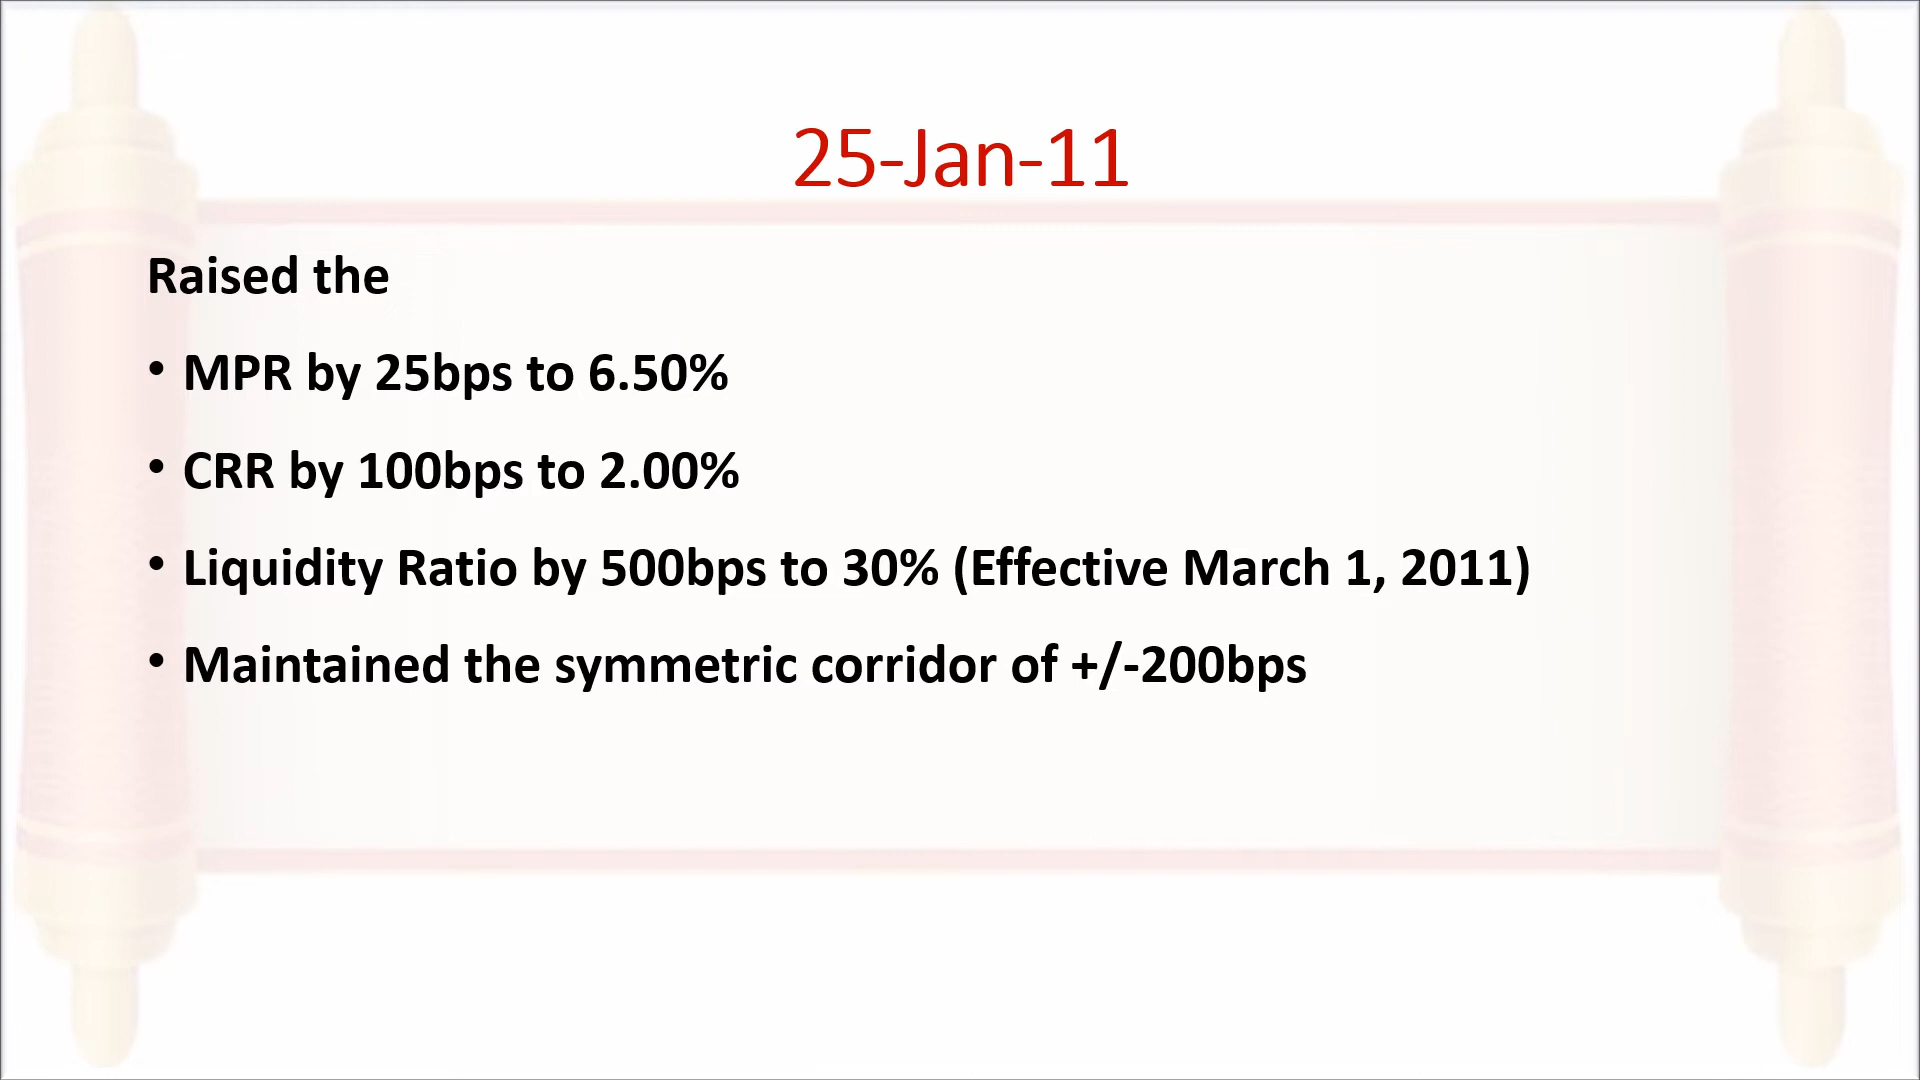 25-Jan-11
Raised the
• MPR by 25bps to 6.50%
• CRR by 100bps to 2.00%
• Liquidity Ratio by 500bps to 30% (Effective March 1, 2011)
• Maintained the symmetric corridor of +/-200bps